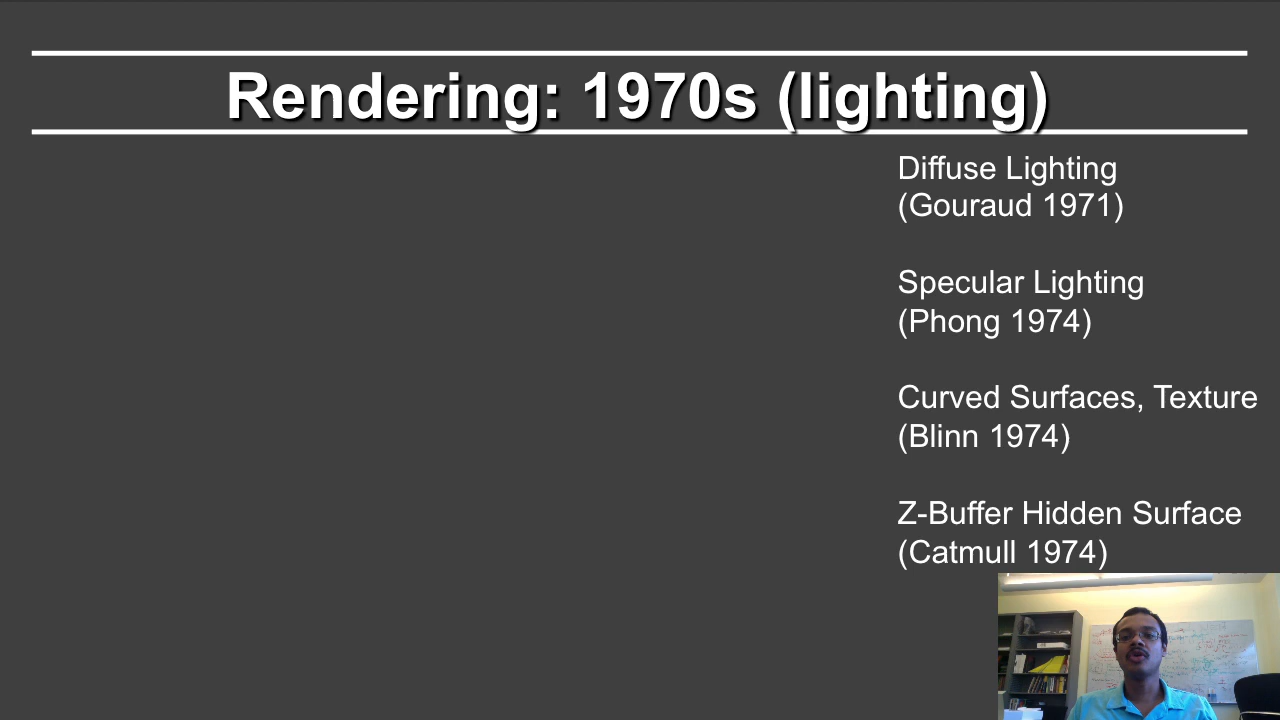 Rendering: 1970s (lighting)
Diffuse Lighting
(Gouraud 1971)
Specular Lighting
(Phong 1974)
Curved Surfaces, Texture
(Blinn 1974)
Z-Buffer Hidden Surface
(Catmull 1974)